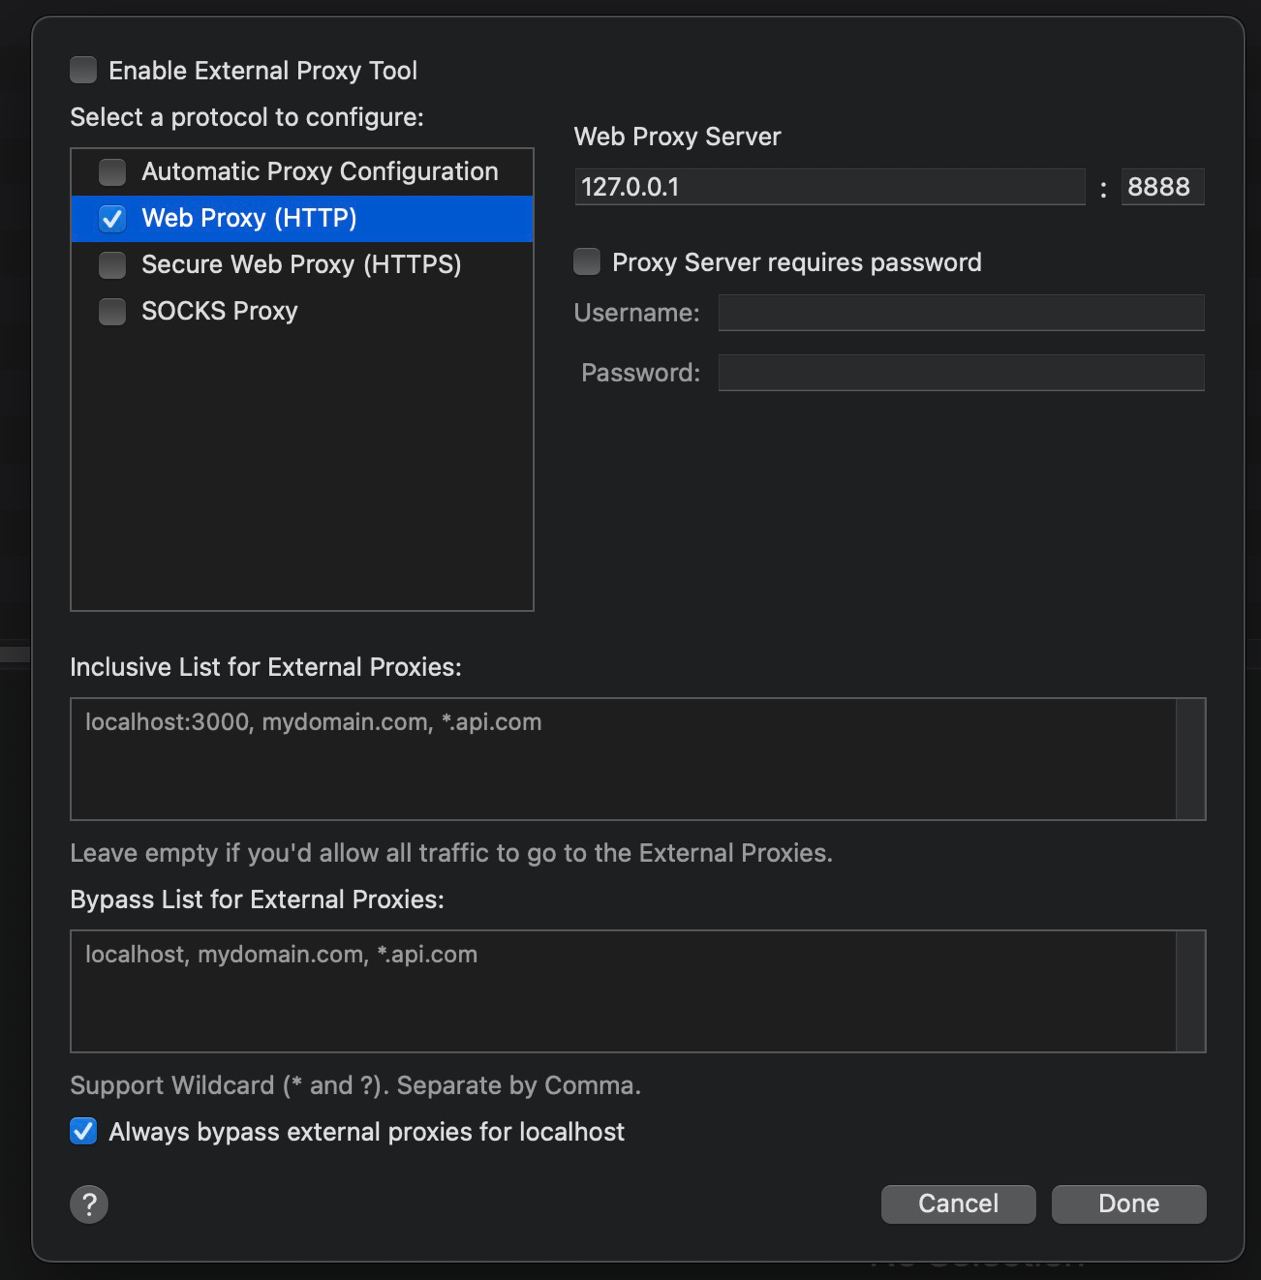 Enable External Proxy Tool
Select a protocol to configure:
Automatic Proxy Configuration
Web Proxy (HTTP)
Secure Web Proxy (HTTPS)
SOCKS Proxy
Web Proxy Server
127.0.0.1 : 8888
Proxy Server requires password
Username:
Password:
Inclusive List for External Proxies:
localhost:3000, mydomain.com, *.api.com
Leave empty if you'd allow all traffic to go to the External Proxies.
Bypass List for External Proxies:
localhost, mydomain.com, *.api.com
Support Wildcard (* and ?). Separate by Comma.
Always bypass external proxies for localhost
?
Cancel
Done